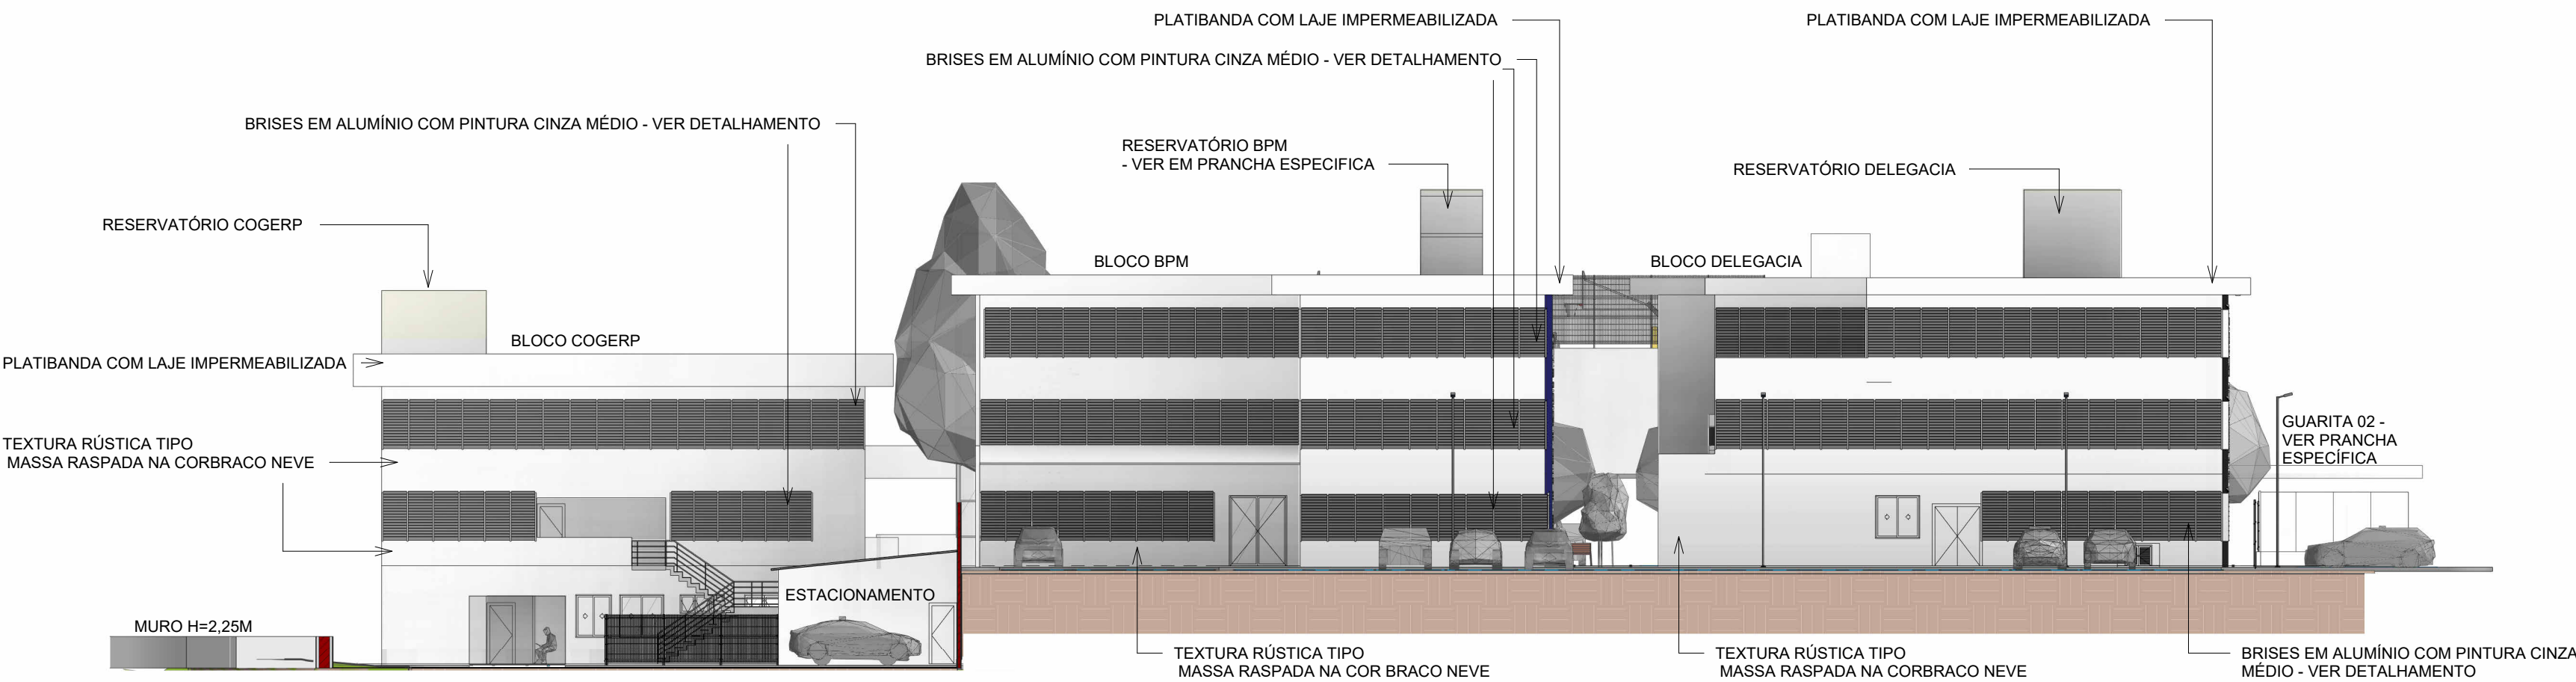 PLATIBANDA COM LAJE IMPERMEABILIZADA
PLATIBANDA COM LAJE IMPERMEABILIZADA
BRISES EM ALUMÍNIO COM PINTURA CINZA MÉDIO - VER DETALHAMENTO
BRISES EM ALUMÍNIO COM PINTURA CINZA MÉDIO - VER DETALHAMENTO
RESERVATÓRIO BPM
- VER EM PRANCHA ESPECIFICA
RESERVATÓRIO DELEGACIA
RESERVATÓRIO COGERP
BLOCO BPM
BLOCO DELEGACIA
BLOCO COGERP
PLATIBANDA COM LAJE IMPERMEABILIZADA
TEXTURA RÚSTICA TIPO
MASSA RASPADA NA CORBRACO NEVE
GUARITA 02 -
VER PRANCHA
ESPECÍFICA
ESTACIONAMENTO
MURO H=2,25M
TEXTURA RÚSTICA TIPO
MASSA RASPADA NA COR BRACO NEVE
TEXTURA RÚSTICA TIPO
MASSA RASPADA NA CORBRACO NEVE
BRISES EM ALUMÍNIO COM PINTURA CINZA
MÉDIO - VER DETALHAMENTO